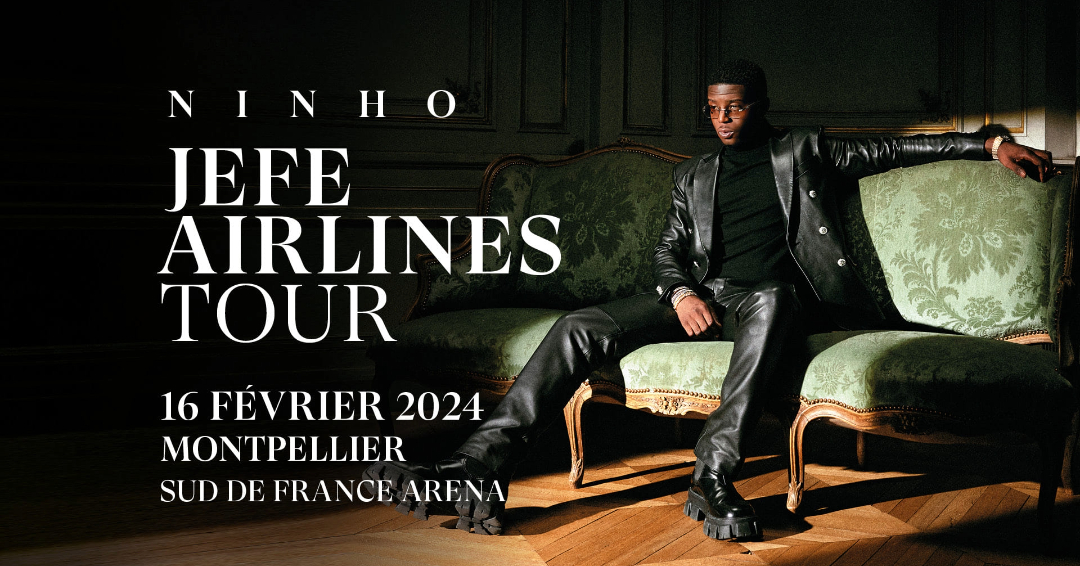 NINHO
JEFE
AIRLINES
TOUR
16 FÉVRIER 2024
MONTPELLIER
SUD DE FRANCE ARENA